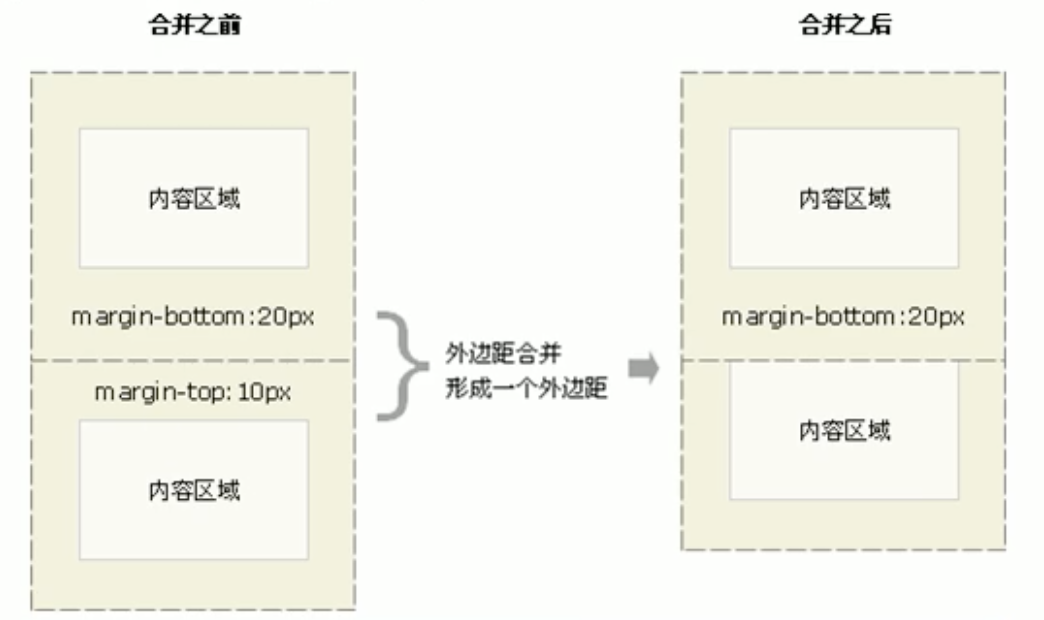 合并之前
合并之后
内容区域
内容区域
margin-bottom:20px
margin-bottom:20px
外边距合并
形成一个外边距
margin-top: 10px
内容区域
内容区域